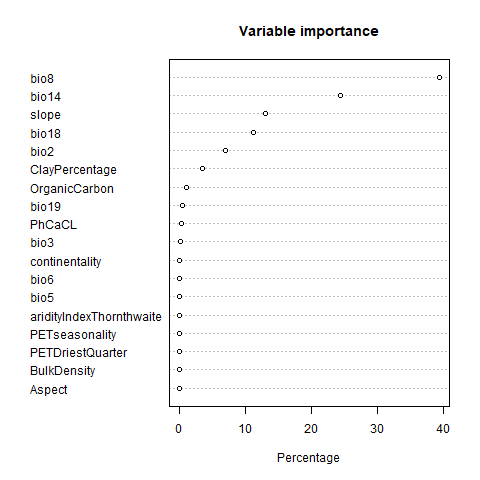 Variable importance
bio8
bio14
slope
bio18
bio2
ClayPercentage
OrganicCarbon
bio19
PhCaCL
bio3
continentality
bio6
bio5
aridityIndexThornthwaite
PETseasonality
PETDriestQuarter
BulkDensity
Aspect
0 10 20 30 40
Percentage